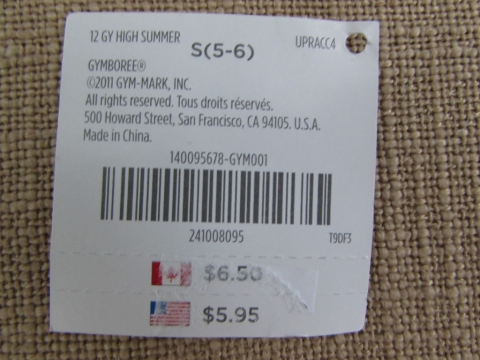 12 GY HIGH SUMMER S(5-6) UPRACC4
GYMBOREE®
©2011 GYM-MARK, INC.
All rights reserved. Tous droits réservés.
500 Howard Street, San Francisco, CA 94105. U.S.A.
Made in China.
140095678-GYM001
241008095 T9DF3
$6.50
$5.95